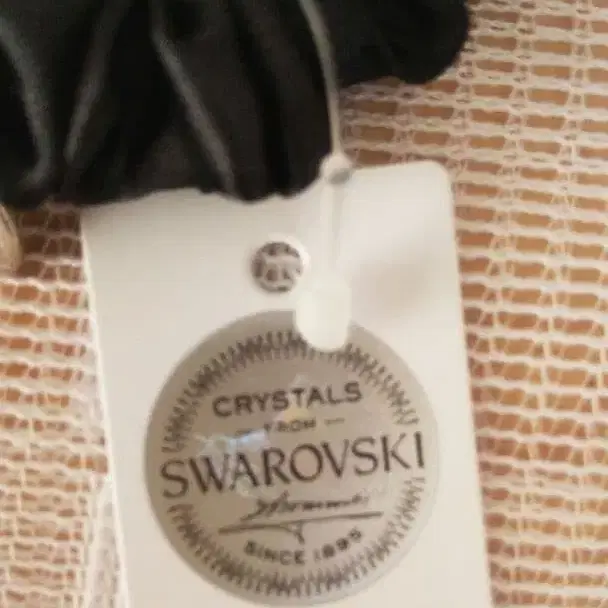 CRYSTALS
FROM
SWAROVSKI
SINCE 1895